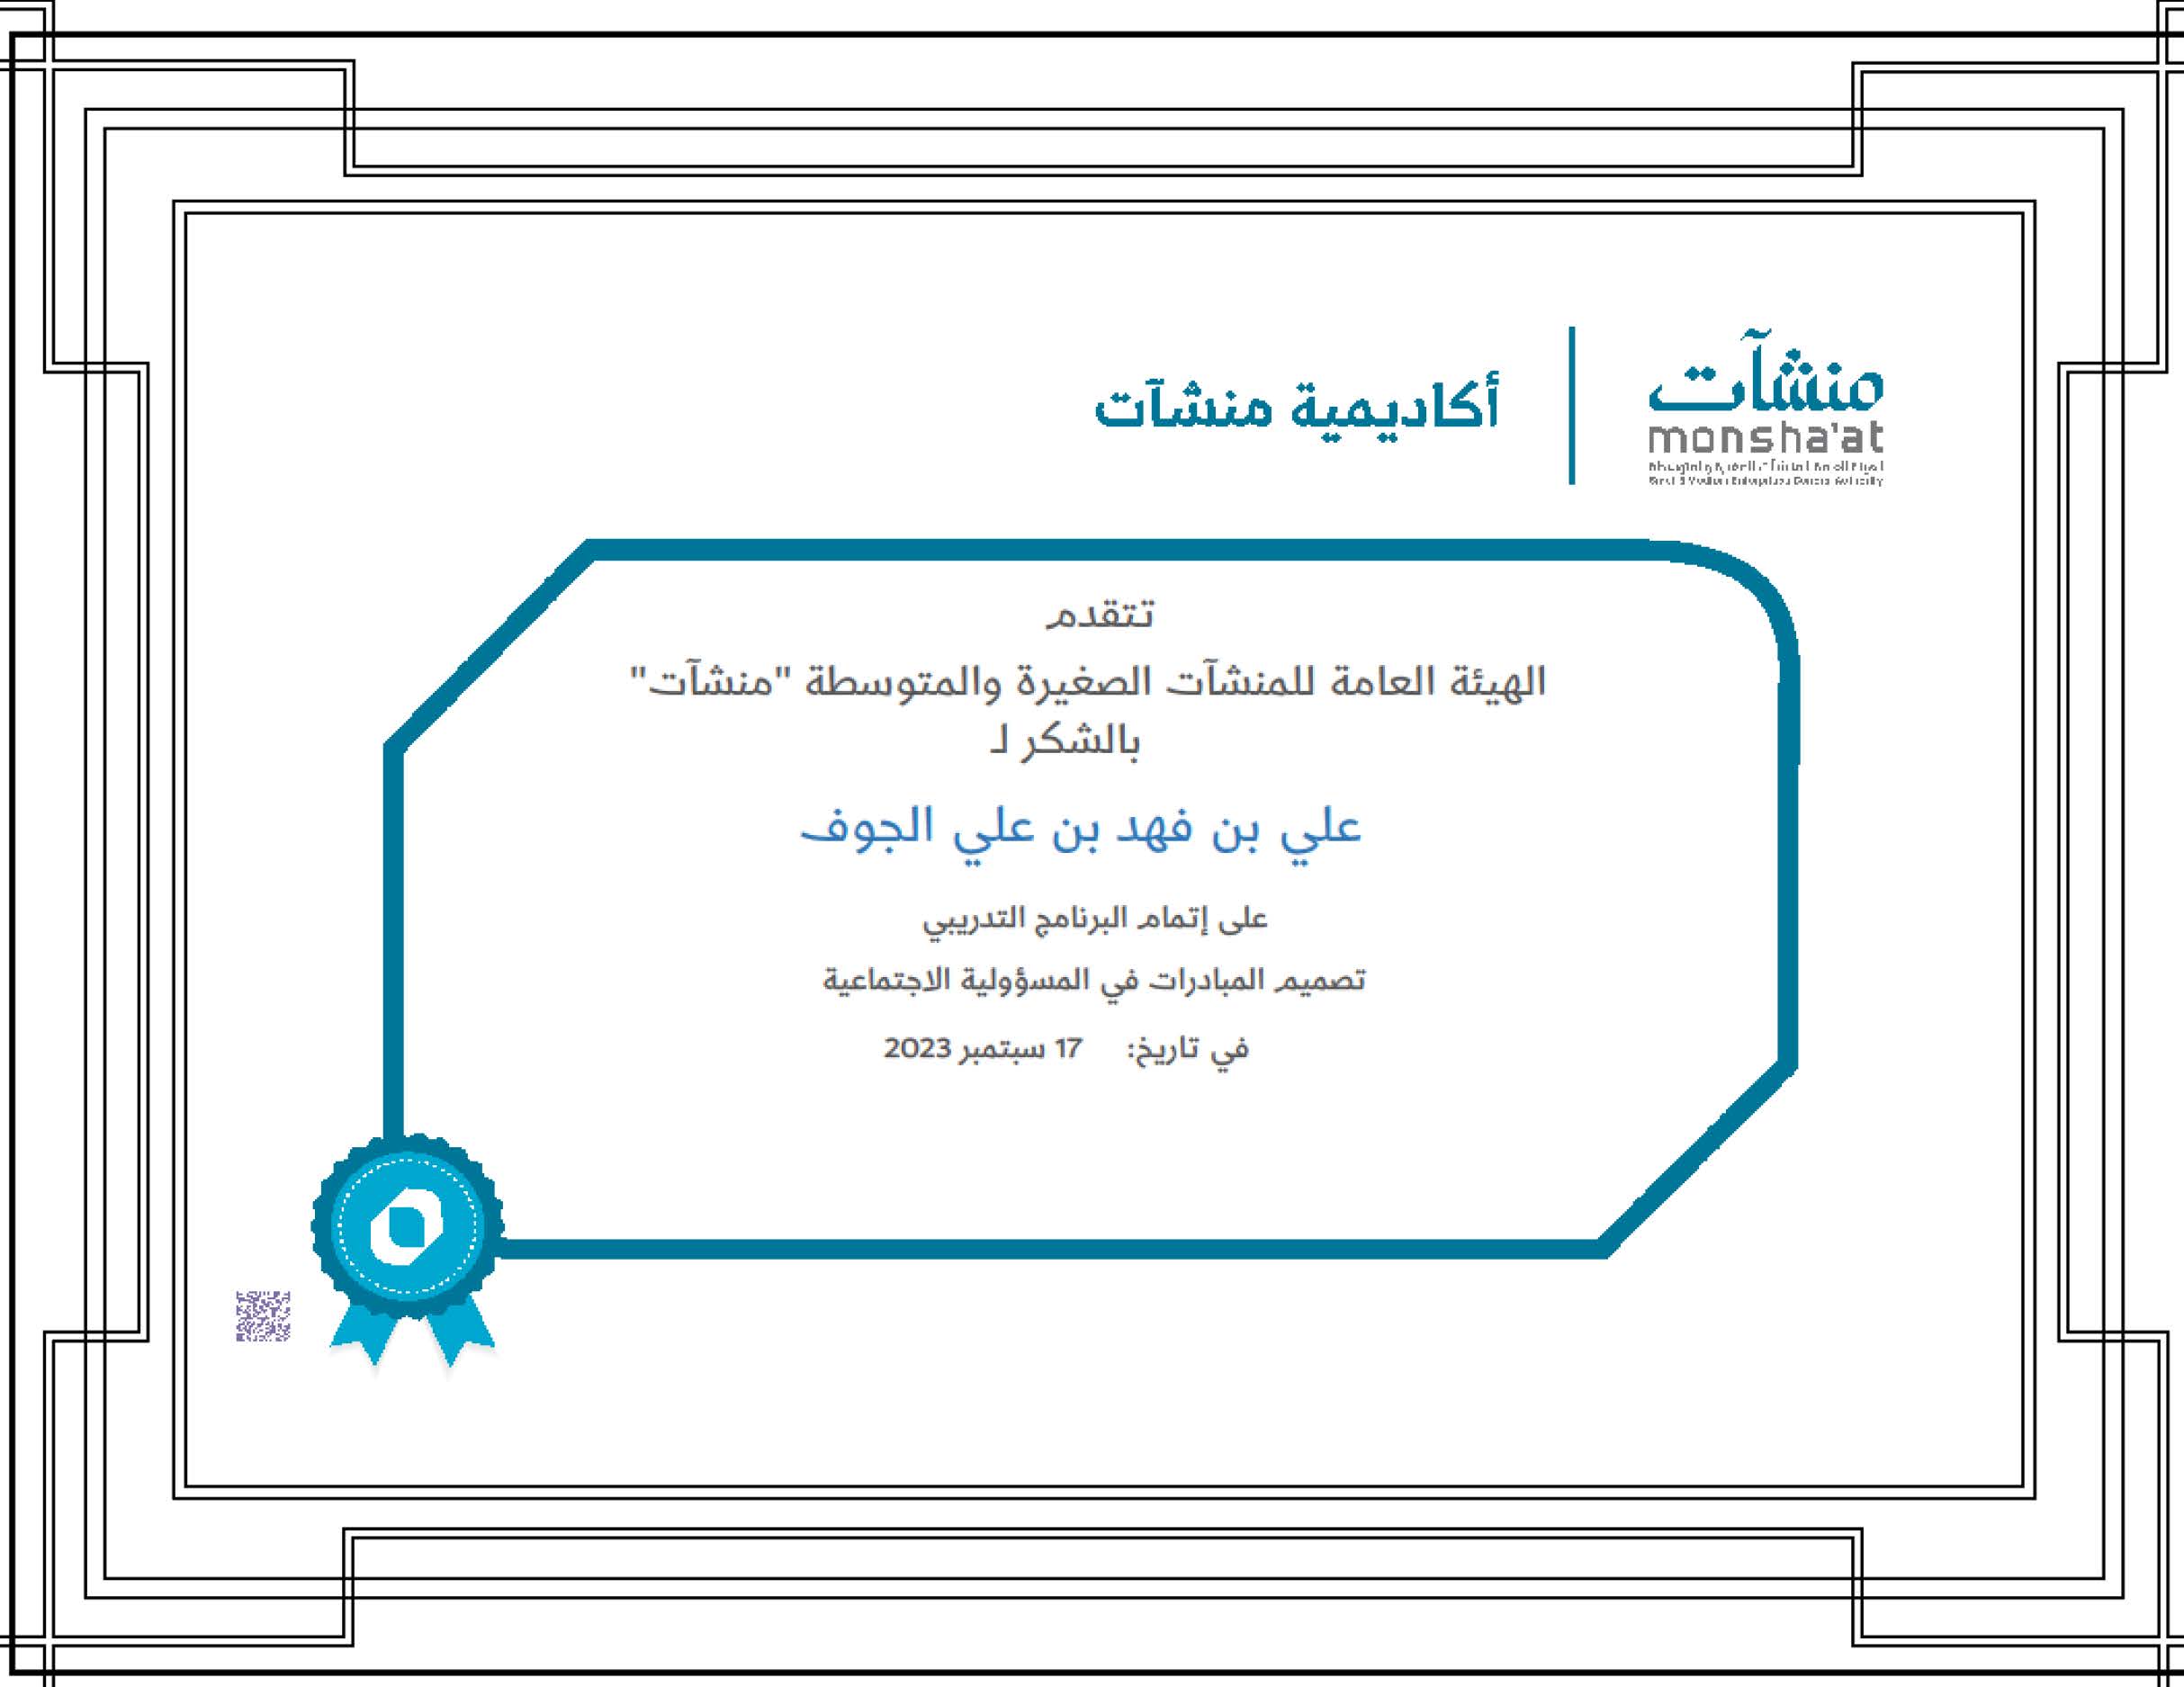 منشآت
monsha'at
أكاديمية منشآت
تتقدم
الهيئة العامة للمنشآت الصغيرة والمتوسطة "منشآت"
بالشكر لـ
علي بن فهد بن علي الجوف
على إتمام البرنامج التدريبي
تصميم المبادرات في المسؤولية الاجتماعية
في تاريخ: 17 سبتمبر 2023